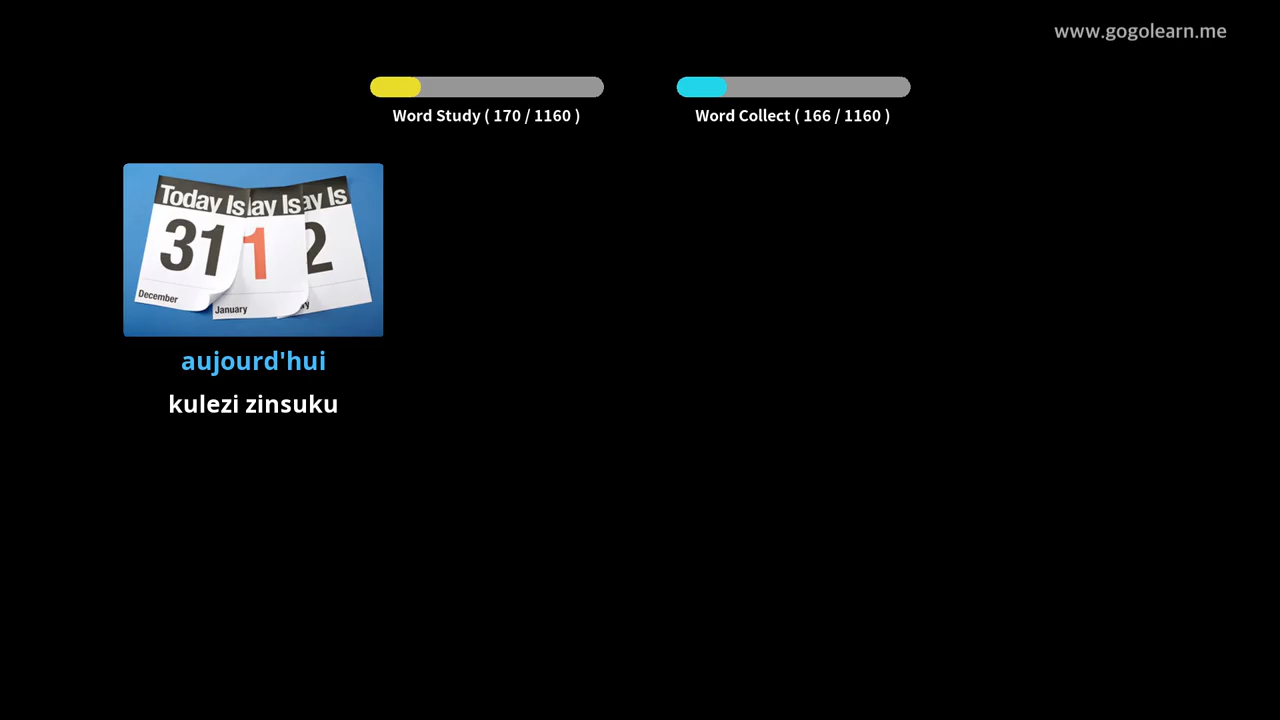 www.gogolearn.me
Word Study ( 170 / 1160 )
Word Collect ( 166 / 1160 )
Today Is ay Is ay Is
31 1 2
December
January
ry
aujourd'hui
kulezi zinsuku